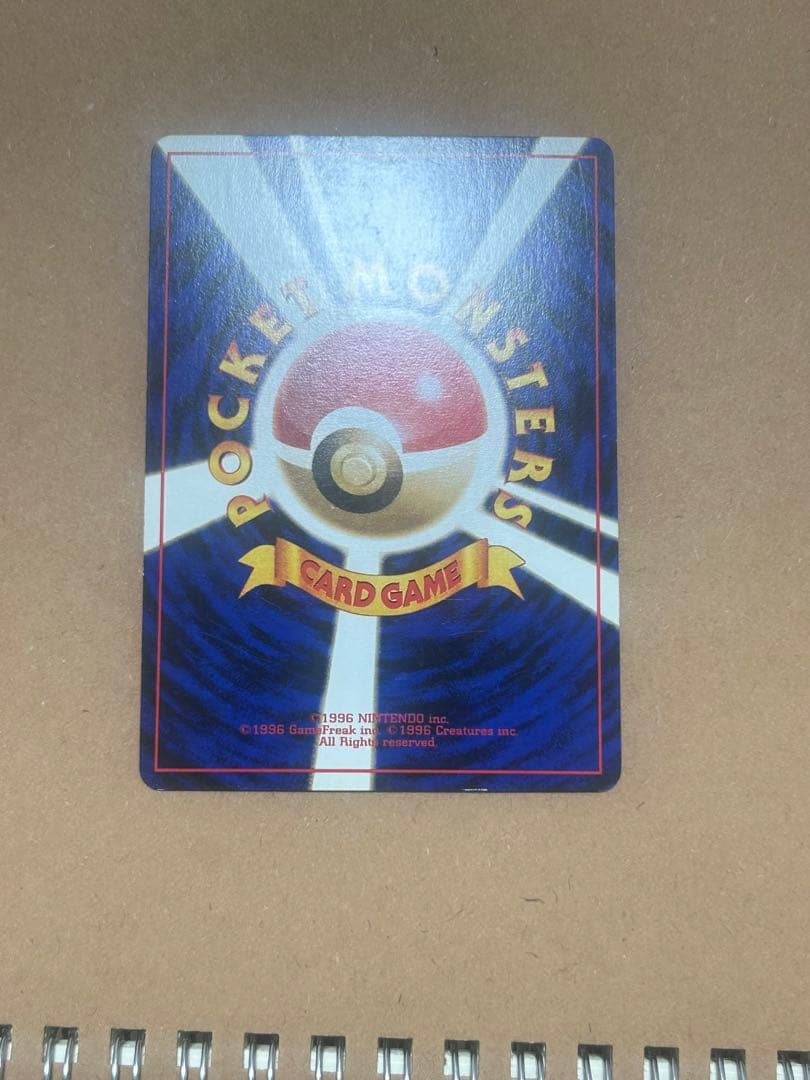 POCKET MONSTERS
CARD GAME
©1996 NINTENDO inc.
©1996 GameFreak inc. ©1996 Creatures inc.
All Rights reserved